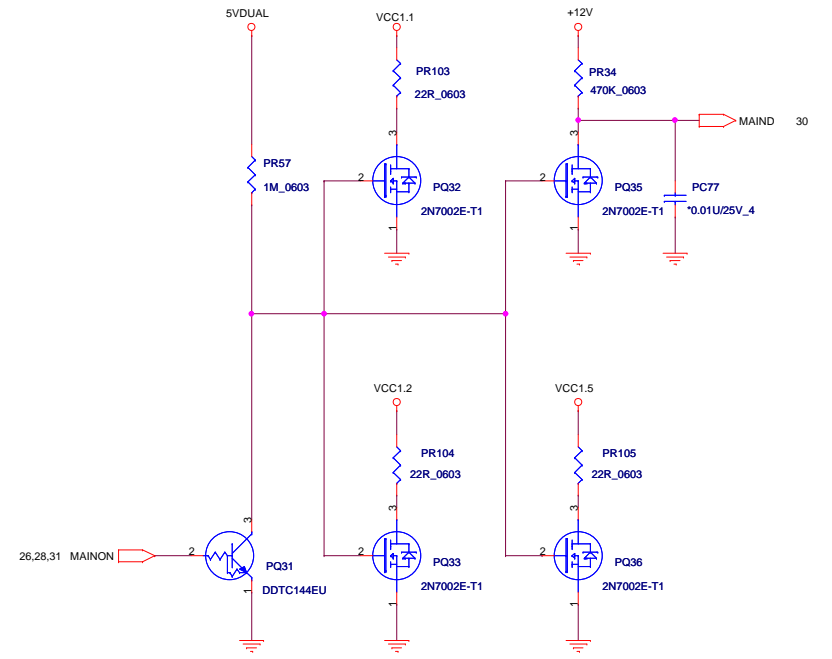 5VDUAL
VCC1.1
+12V
PR103
22R_0603
PR34
470K_0603
3
3
MAIND 30
PR57
1M_0603
2
PQ32
2N7002E-T1
1
2
PQ35
2N7002E-T1
1
PC77
*0.01U/25V_4
VCC1.2
VCC1.5
PR104
22R_0603
PR105
22R_0603
3
3
3
26,28,31 MAINON
2
PQ31
DDTC144EU
1
2
PQ33
2N7002E-T1
1
2
PQ36
2N7002E-T1
1